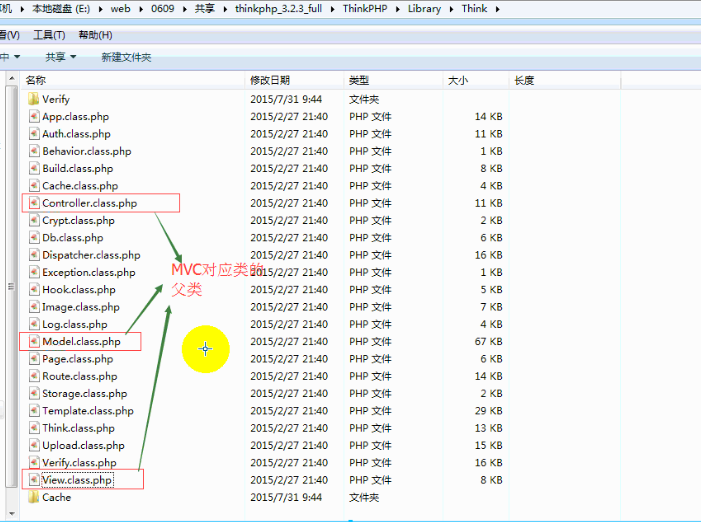 机 ▸ 本地磁盘 (E:) ▸ web ▸ 0609 ▸ 共享 ▸ thinkphp_3.2.3_full ▸ ThinkPHP ▸ Library ▸ Think ▸
看(V) 工具(T) 帮助(H)
中 共享 新建文件夹
名称 修改日期 类型 大小 长度
Verify 2015/7/31 9:44 文件夹
App.class.php 2015/2/27 21:40 PHP 文件 14 KB
Auth.class.php 2015/2/27 21:40 PHP 文件 11 KB
Behavior.class.php 2015/2/27 21:40 PHP 文件 1 KB
Build.class.php 2015/2/27 21:40 PHP 文件 8 KB
Cache.class.php 2015/2/27 21:40 PHP 文件 4 KB
Controller.class.php 2015/2/27 21:40 PHP 文件 11 KB
Crypt.class.php 2015/2/27 21:40 PHP 文件 2 KB
Db.class.php 2015/2/27 21:40 PHP 文件 6 KB
Dispatcher.class.php 2015/2/27 21:40 PHP 文件 16 KB
Exception.class.php 2015/2/27 21:40 PHP 文件 1 KB
MVC对应类的
父类
Hook.class.php 2015/2/27 21:40 PHP 文件 5 KB
Image.class.php 2015/2/27 21:40 PHP 文件 7 KB
Log.class.php 2015/2/27 21:40 PHP 文件 4 KB
Model.class.php 2015/2/27 21:40 PHP 文件 67 KB
Page.class.php 2015/2/27 21:40 PHP 文件 6 KB
Route.class.php 2015/2/27 21:40 PHP 文件 14 KB
Storage.class.php 2015/2/27 21:40 PHP 文件 2 KB
Template.class.php 2015/2/27 21:40 PHP 文件 29 KB
Think.class.php 2015/2/27 21:40 PHP 文件 13 KB
Upload.class.php 2015/2/27 21:40 PHP 文件 15 KB
Verify.class.php 2015/2/27 21:40 PHP 文件 16 KB
View.class.php 2015/2/27 21:40 PHP 文件 8 KB
Cache 2015/7/31 9:44 文件夹